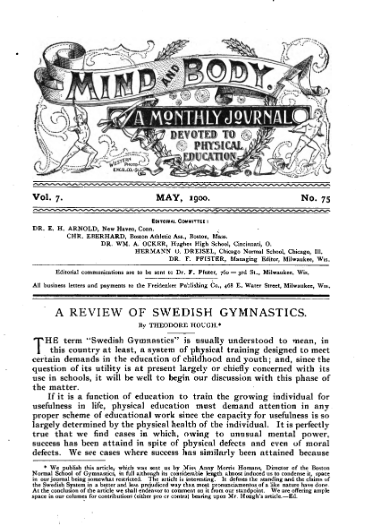 MIND AND BODY.
A MONTHLY JOURNAL
DEVOTED TO
PHYSICAL
EDUCATION.
WESTERN
PHOTO
ENGR. CO. CHI.
Vol. 7.
MAY, 1900.
No. 75
EDITORIAL COMMITTEE:
DR. E. H. ARNOLD, New Haven, Conn.
CHR. EBERHARD, Boston Athletic Ass., Boston, Mass.
DR. WM. A. OCKER, Hughes High School, Cincinnati, O.
HERMANN O. DREISEL, Chicago Normal School, Chicago, Ill.
DR. F. PFISTER, Managing Editor, Milwaukee, Wis.
Editorial communications are to be sent to Dr. F. Pfister, 760 — 3rd St., Milwaukee, Wis.
All business letters and payments to the Freidenker Publishing Co., 468 E. Water Street, Milwaukee, Wis.
A REVIEW OF SWEDISH GYMNASTICS.
By THEODORE HOUGH.*
THE term "Swedish Gymnastics" is usually understood to mean, in
this country at least, a system of physical training designed to meet
certain demands in the education of childhood and youth; and, since the
question of its utility is at present largely or chiefly concerned with its
use in schools, it will be well to begin our discussion with this phase of
the matter.
If it is a function of education to train the growing individual for
usefulness in life, physical education must demand attention in any
proper scheme of educational work since the capacity for usefulness is so
largely determined by the physical health of the individual. It is perfectly
true that we find cases in which, owing to unusual mental power,
success has been attained in spite of physical defects and even of moral
defects. We see cases where success has similarly been attained because
* We publish this article, which was sent us by Miss Anny Morris Homans, Director of the Boston
Normal School of Gymnastics, in full although its considerable length almost induced us to condense it, space
in our journal being somewhat restricted. The article is interesting. It defines the standing and the claims of
the Swedish System in a better and less prejudiced way than most pronunciamentos of a like nature have done.
At the conclusion of the article we shall endeavor to comment on it from our standpoint. We are offering ample
space in our columns for contributions (either pro or contra) bearing upon Mr. Hough's article.—Ed.